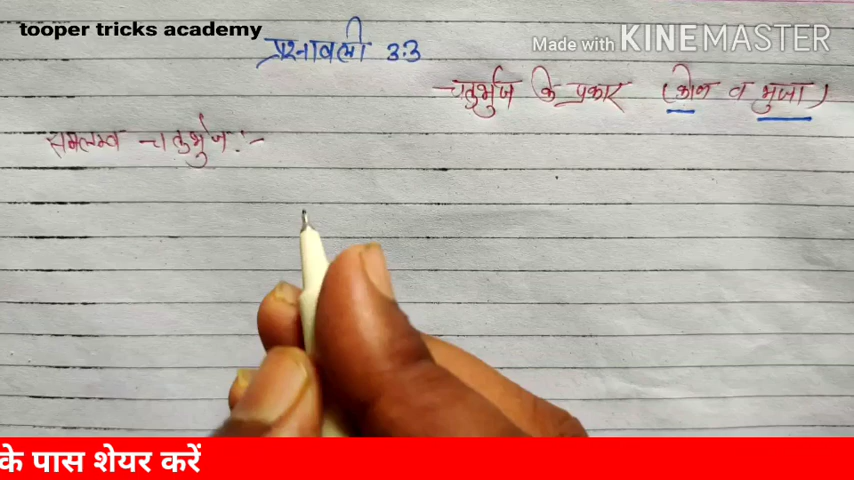 tooper tricks academy
Made with KINEMASTER
प्रश्नावली 3.3
चतुर्भुज के प्रकार (कोन व भुजा)
समलम्ब चतुर्भुज :-
के पास शेयर करें